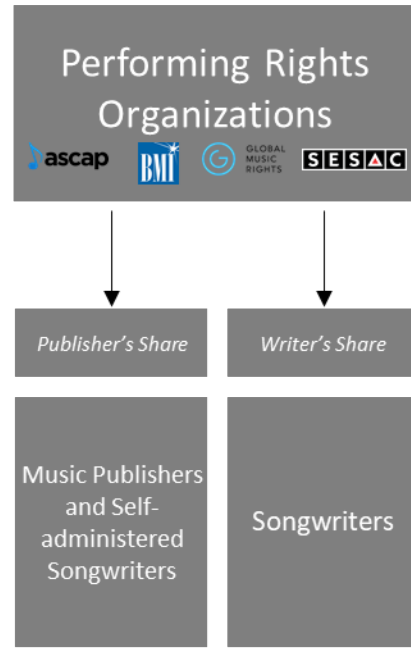 Performing Rights
Organizations
ascap
BMI
GLOBAL
MUSIC
RIGHTS
SESAC
Publisher's Share
Writer's Share
Music Publishers
and Self-
administered
Songwriters
Songwriters